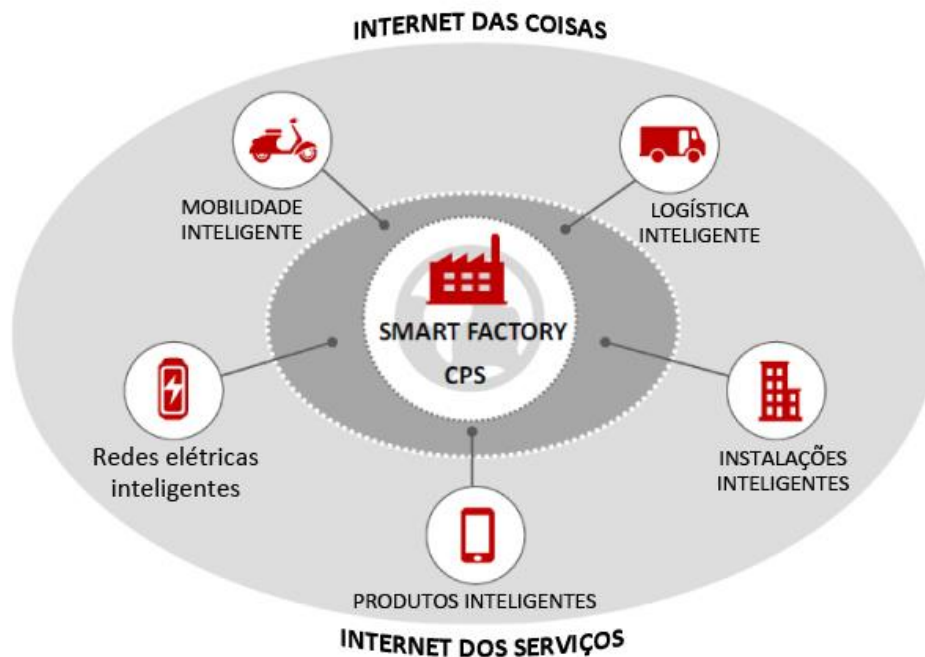 INTERNET DAS COISAS
MOBILIDADE
INTELIGENTE
LOGÍSTICA
INTELIGENTE
SMART FACTORY
CPS
Redes elétricas
inteligentes
INSTALAÇÕES
INTELIGENTES
PRODUTOS INTELIGENTES
INTERNET DOS SERVIÇOS